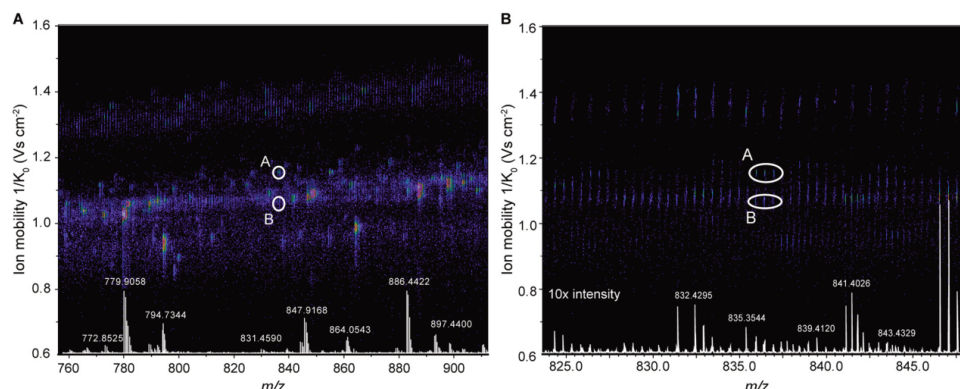 A
Ion mobility 1/K₀ (Vs cm⁻²)
1.6
1.4
1.2
1.0
0.8
0.6
A
B
779.9058
772.8525
794.7344
831.4590
847.9168
864.0543
886.4422
897.4400
760 780 800 820 840 860 880 900
m/z
B
Ion mobility 1/K₀ (Vs cm⁻²)
1.6
1.4
1.2
1.0
0.8
0.6
A
B
10x intensity
832.4295
835.3544
839.4120
841.4026
843.4329
825.0 830.0 835.0 840.0 845.0
m/z